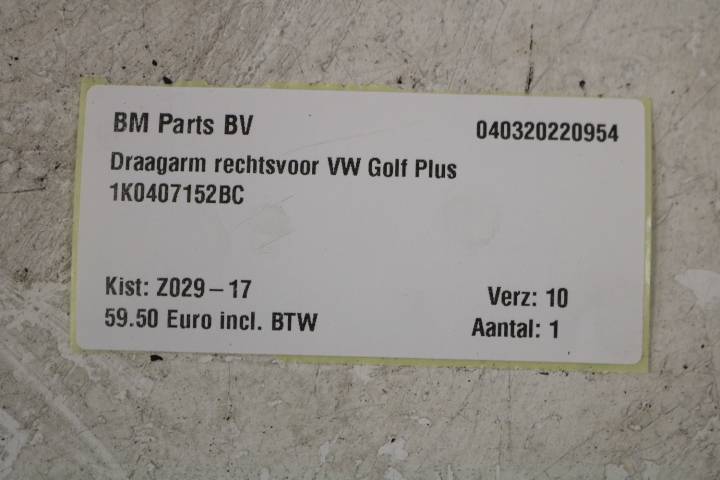 BM Parts BV 040320220954
Draagarm rechtsvoor VW Golf Plus
1K0407152BC
Kist: Z029-17 Verz: 10
59.50 Euro incl. BTW Aantal: 1